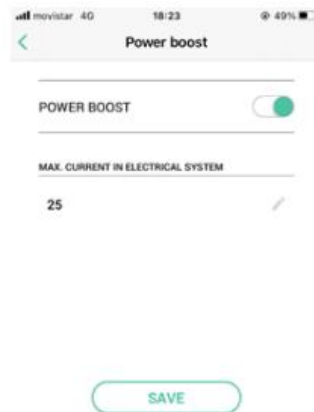 movistar 4G 18:23 49%
Power boost
POWER BOOST
MAX. CURRENT IN ELECTRICAL SYSTEM
25
SAVE